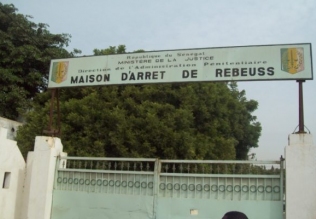 République du Sénégal
MINISTERE DE LA JUSTICE
Direction de l'Administration Pénitentiaire
MAISON D'ARRET DE REBEUSS